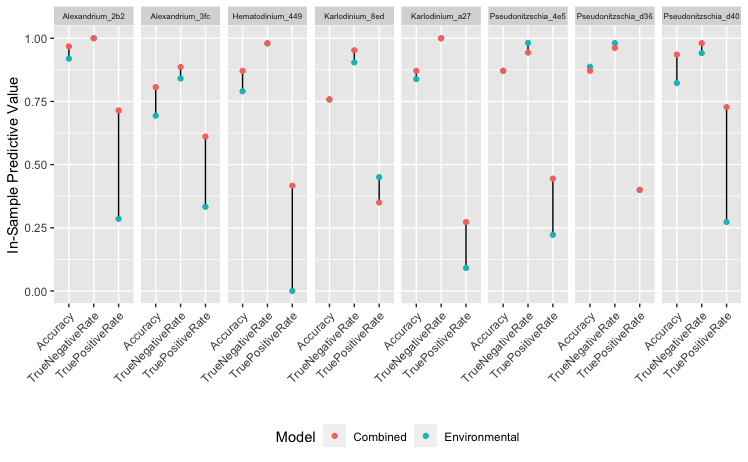 Alexandrium_2b2 Alexandrium_3fc Hematodinium_449 Karlodinium_8ed Karlodinium_a27 Pseudonitzschia_4e5 Pseudonitzschia_d36 Pseudonitzschia_d40
In-Sample Predictive Value
1.00
0.75
0.50
0.25
0.00
Accuracy
TrueNegativeRate
TruePositiveRate
Accuracy
TrueNegativeRate
TruePositiveRate
Accuracy
TrueNegativeRate
TruePositiveRate
Accuracy
TrueNegativeRate
TruePositiveRate
Accuracy
TrueNegativeRate
TruePositiveRate
Accuracy
TrueNegativeRate
TruePositiveRate
Accuracy
TrueNegativeRate
TruePositiveRate
Accuracy
TrueNegativeRate
TruePositiveRate
Model Combined Environmental